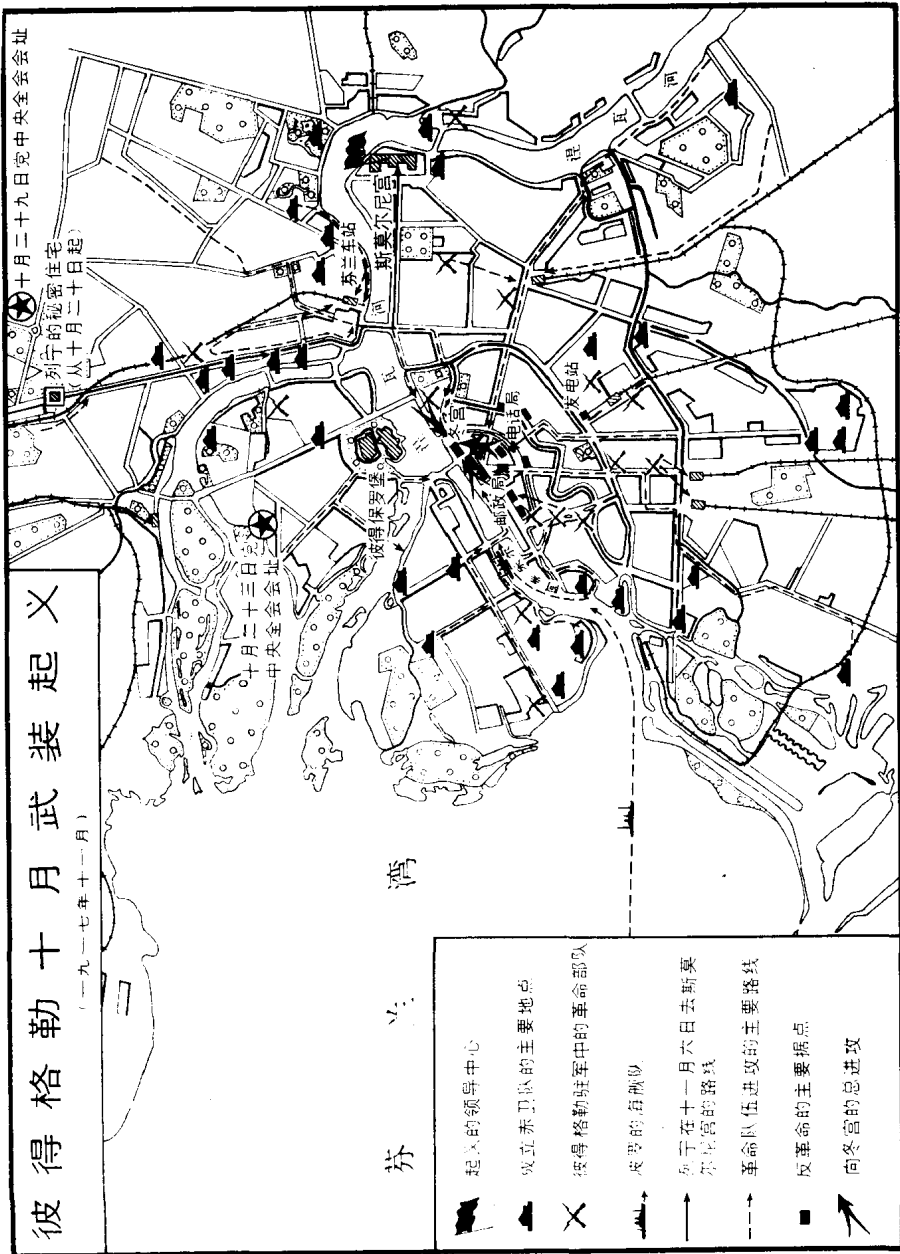 彼得格勒十月武装起义
(一九一七年十一月)
十月二十九日党中央全会会址
列宁的秘密住宅
(从十月二十日起)
芬兰车站
斯莫尔尼宫
涅瓦河
河
瓦
涅
十月二十三日党
中央全会会址
彼得保罗堡
冬宫
电话局
邮政局
发电站
芬兰湾
起义的领导中心
成立赤卫队的主要地点
彼得格勒驻军中的革命部队
波罗的海舰队
列宁在十一月六日去斯莫
尔尼宫的路线
革命队伍进攻的主要路线
反革命的主要据点
向冬宫的总进攻